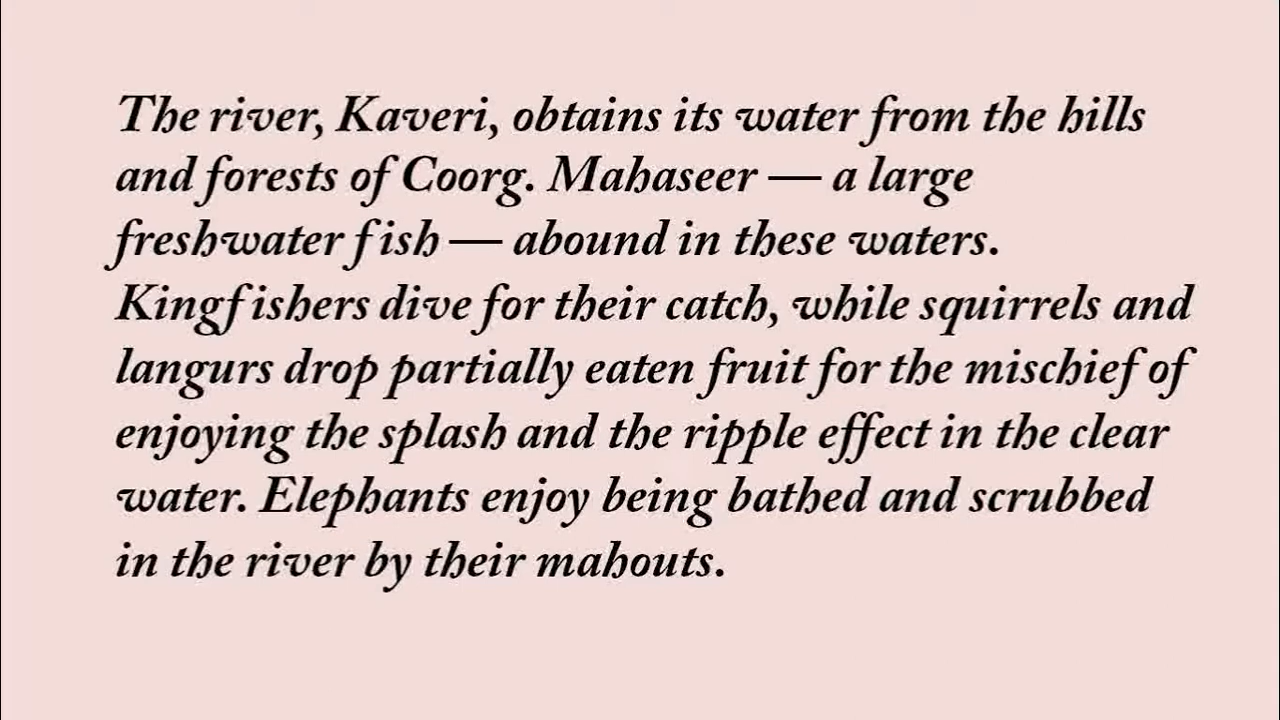 The river, Kaveri, obtains its water from the hills
and forests of Coorg. Mahaseer — a large
freshwater fish — abound in these waters.
Kingfishers dive for their catch, while squirrels and
langurs drop partially eaten fruit for the mischief of
enjoying the splash and the ripple effect in the clear
water. Elephants enjoy being bathed and scrubbed
in the river by their mahouts.